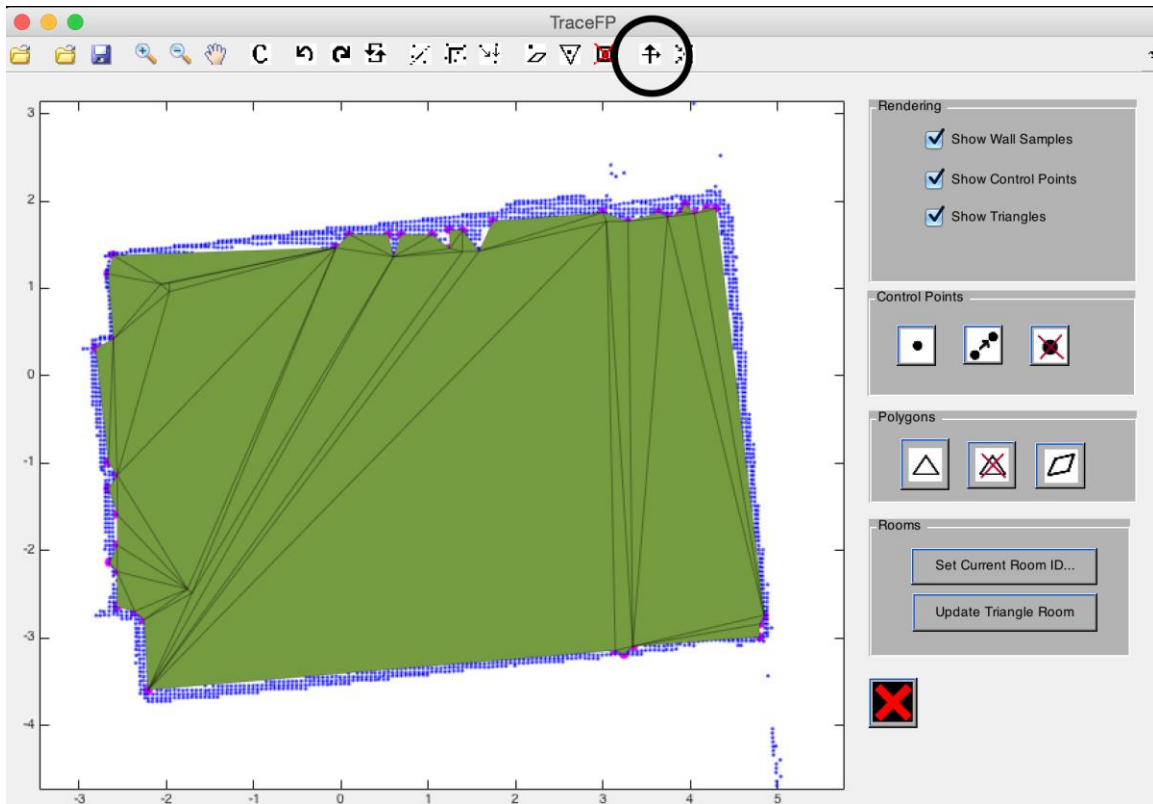 TraceFP
C
Rendering
Show Wall Samples
Show Control Points
Show Triangles
Control Points
Polygons
Rooms
Set Current Room ID...
Update Triangle Room
3
2
1
0
-1
-2
-3
-4
-3
-2
-1
0
1
2
3
4
5